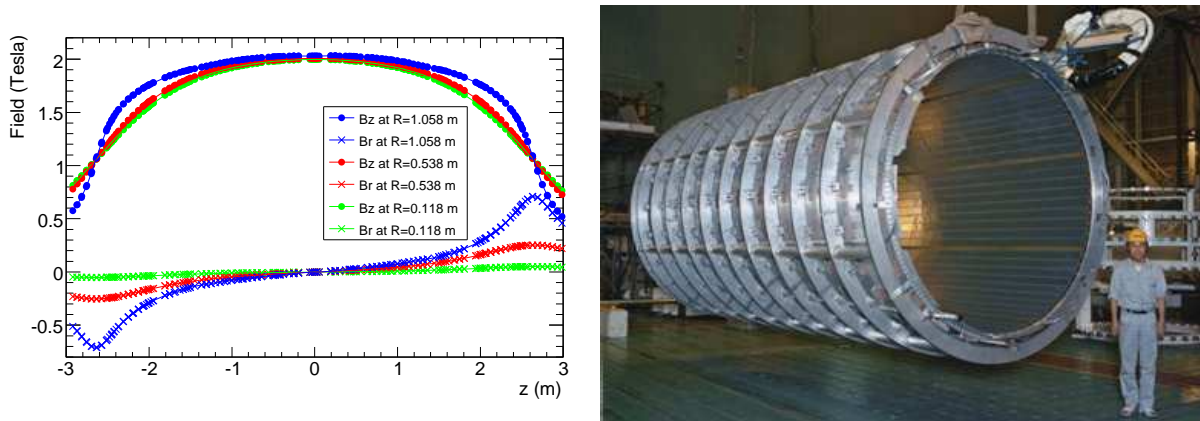 Field (Tesla)
2
1.5
1
0.5
0
-0.5
Bz at R=1.058 m
Br at R=1.058 m
Bz at R=0.538 m
Br at R=0.538 m
Bz at R=0.118 m
Br at R=0.118 m
-3 -2 -1 0 1 2 3
z (m)